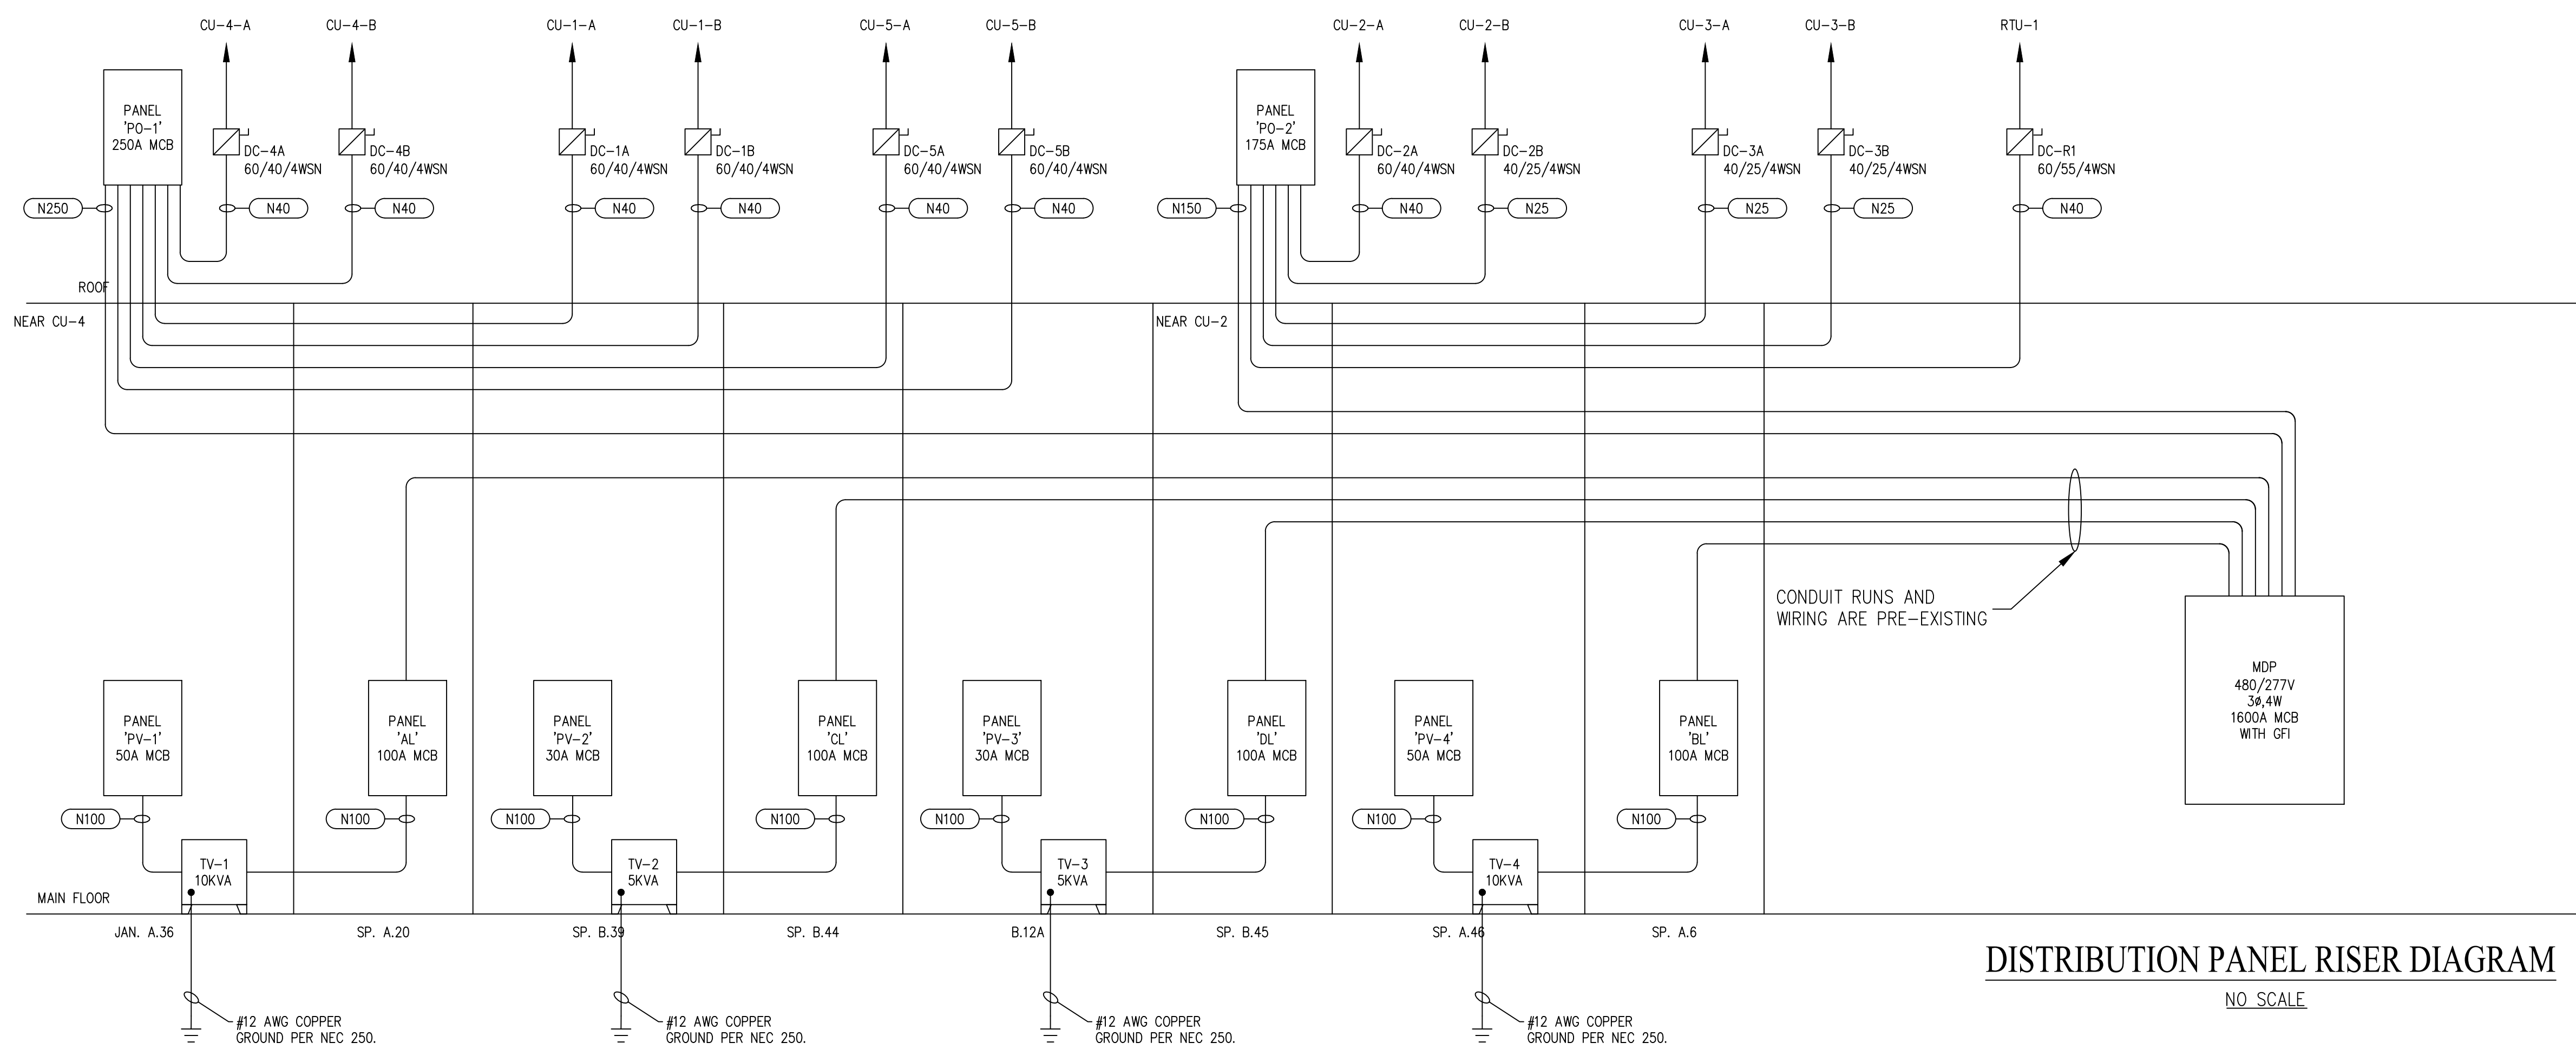 CU-4-A
CU-4-B
CU-1-A
CU-1-B
CU-5-A
CU-5-B
CU-2-A
CU-2-B
CU-3-A
CU-3-B
RTU-1
PANEL
'PO-1'
250A MCB
DC-4A
60/40/4WSN
DC-4B
60/40/4WSN
DC-1A
60/40/4WSN
DC-1B
60/40/4WSN
DC-5A
60/40/4WSN
DC-5B
60/40/4WSN
PANEL
'PO-2'
175A MCB
DC-2A
60/40/4WSN
DC-2B
40/25/4WSN
DC-3A
40/25/4WSN
DC-3B
40/25/4WSN
DC-R1
60/55/4WSN
N250
N40
N40
N40
N40
N40
N40
N150
N40
N25
N25
N25
N40
ROOF
NEAR CU-4
NEAR CU-2
CONDUIT RUNS AND
WIRING ARE PRE-EXISTING
MDP
480/277V
3ø,4W
1600A MCB
WITH GFI
PANEL
'PV-1'
50A MCB
PANEL
'AL'
100A MCB
PANEL
'PV-2'
30A MCB
PANEL
'CL'
100A MCB
PANEL
'PV-3'
30A MCB
PANEL
'DL'
100A MCB
PANEL
'PV-4'
50A MCB
PANEL
'BL'
100A MCB
N100
N100
N100
N100
N100
N100
N100
N100
TV-1
10KVA
TV-2
5KVA
TV-3
5KVA
TV-4
10KVA
MAIN FLOOR
JAN. A.36
SP. A.20
SP. B.39
SP. B.44
B.12A
SP. B.45
SP. A.46
SP. A.6
#12 AWG COPPER
GROUND PER NEC 250.
#12 AWG COPPER
GROUND PER NEC 250.
#12 AWG COPPER
GROUND PER NEC 250.
#12 AWG COPPER
GROUND PER NEC 250.
DISTRIBUTION PANEL RISER DIAGRAM
NO SCALE